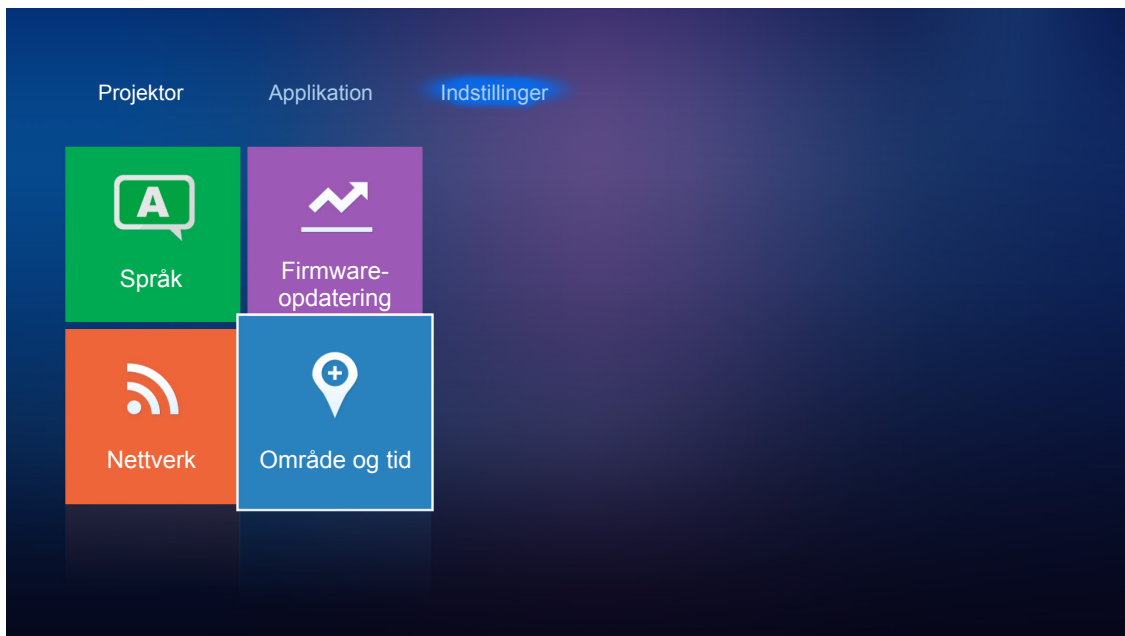 Projektor Applikation Indstillinger
A
Språk
Firmware-
opdatering
Nettverk
Område og tid